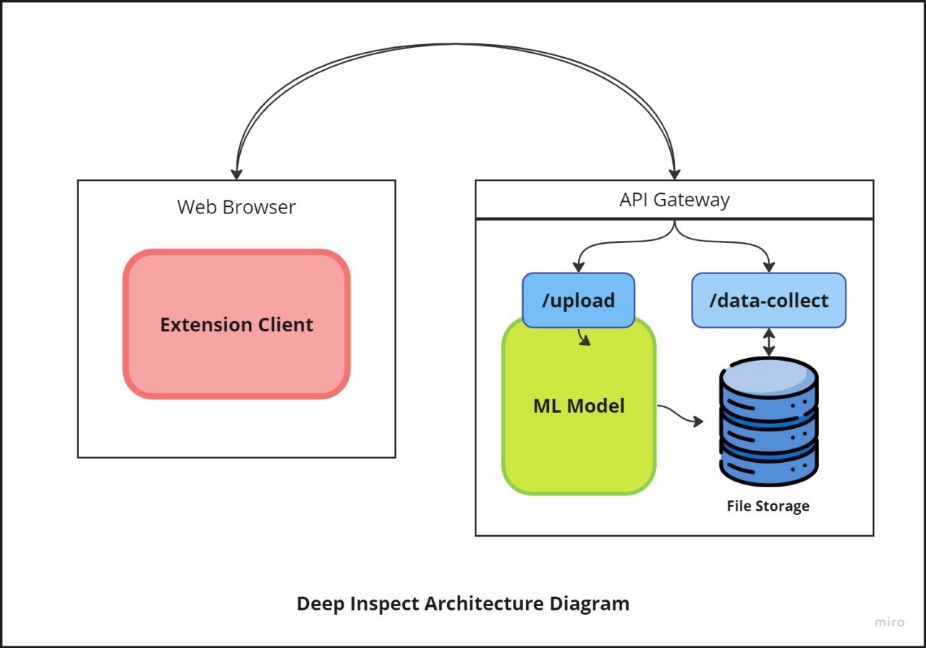 Web Browser
Extension Client
API Gateway
/upload
/data-collect
ML Model
File Storage
Deep Inspect Architecture Diagram
miro